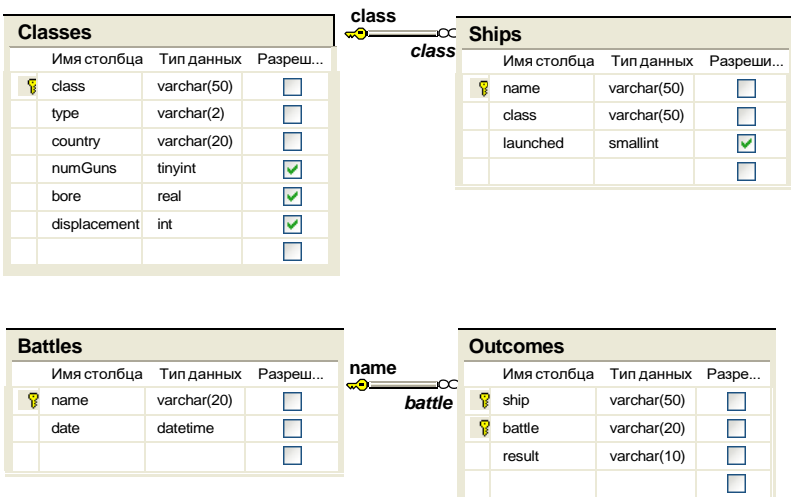 Classes
Имя столбца Тип данных Разреш...
class varchar(50)
type varchar(2)
country varchar(20)
numGuns tinyint
bore real
displacement int
class
class
Ships
Имя столбца Тип данных Разреши...
name varchar(50)
class varchar(50)
launched smallint
Battles
Имя столбца Тип данных Разреш...
name varchar(20)
date datetime
name
battle
Outcomes
Имя столбца Тип данных Разре...
ship varchar(50)
battle varchar(20)
result varchar(10)